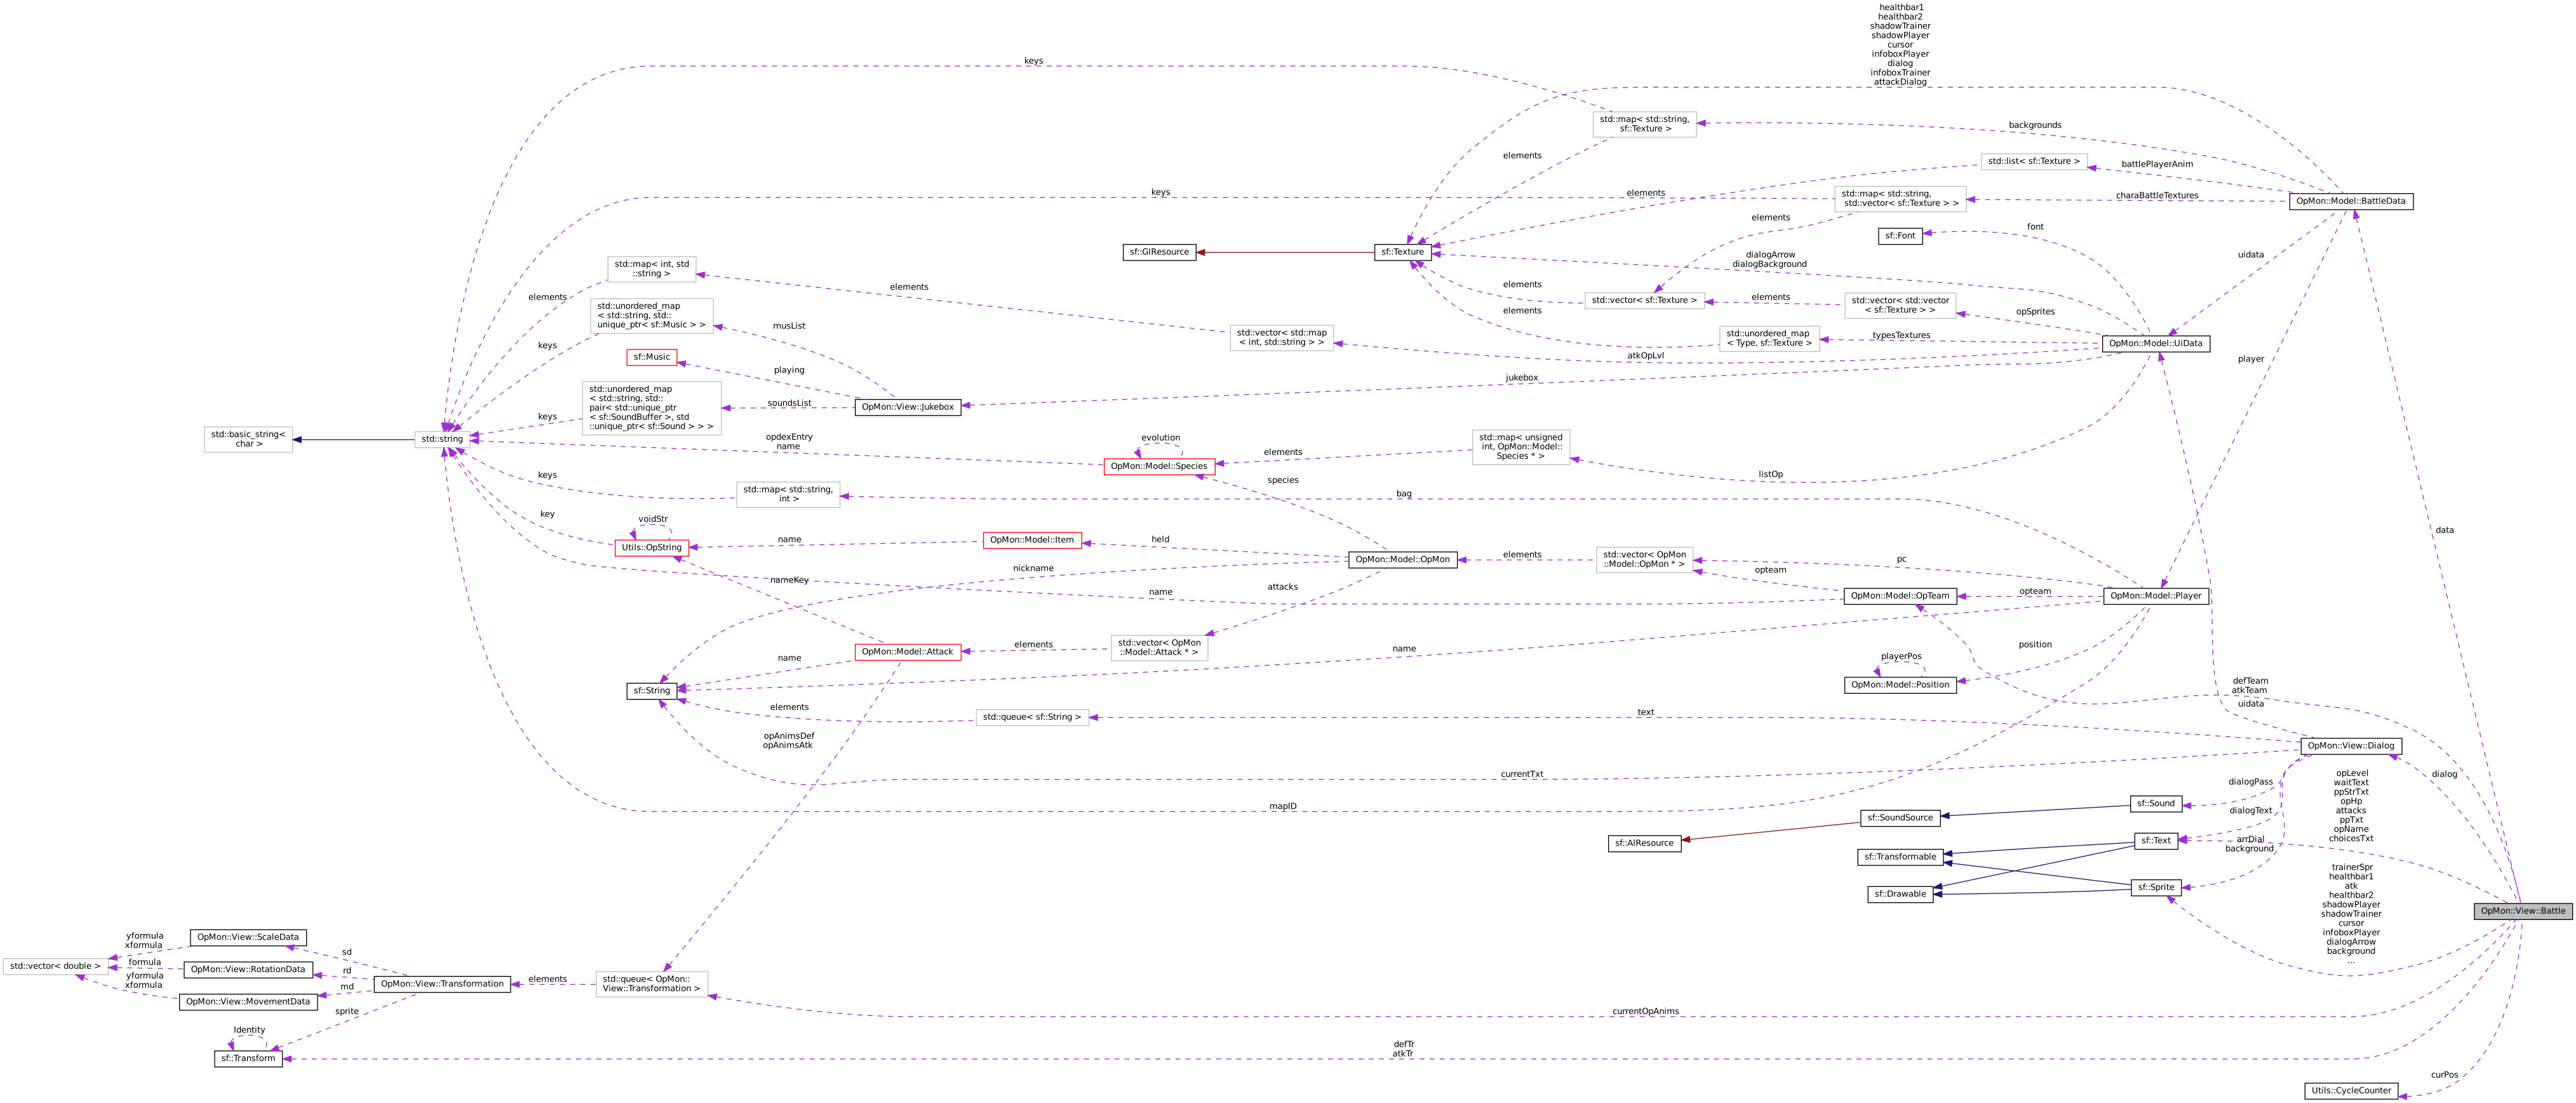 healthbar1
healthbar2
shadowTrainer
shadowPlayer
cursor
infoboxPlayer
dialog
infoboxTrainer
attackDialog
keys
std::map< std::string,
sf::Texture >
backgrounds
elements
std::list< sf::Texture >
battlePlayerAnim
keys
elements
std::map< std::string,
std::vector< sf::Texture > >
charaBattleTextures
OpMon::Model::BattleData
elements
sf::Font
font
sf::GlResource
sf::Texture
dialogArrow
dialogBackground
uidata
std::map< int, std
::string >
elements
elements
elements
std::vector< sf::Texture >
elements
std::vector< std::vector
< sf::Texture > >
opSprites
std::unordered_map
< std::string, std::
unique_ptr< sf::Music > >
musList
elements
std::vector< std::map
< int, std::string > >
std::unordered_map
< Type, sf::Texture >
typesTextures
OpMon::Model::UiData
keys
sf::Music
playing
atkOpLvl
player
jukebox
std::unordered_map
< std::string, std::
pair< std::unique_ptr
< sf::SoundBuffer >, std
::unique_ptr< sf::Sound > > >
soundsList
OpMon::View::Jukebox
keys
std::basic_string<
char >
std::string
opdexEntry
name
evolution
OpMon::Model::Species
elements
std::map< unsigned
int, OpMon::Model::
Species * >
listOp
keys
std::map< std::string,
int >
species
bag
key
voidStr
Utils::OpString
name
OpMon::Model::Item
held
OpMon::Model::OpMon
elements
std::vector< OpMon
::Model::OpMon * >
pc
data
nickname
opteam
nameKey
name
attacks
OpMon::Model::OpTeam
opteam
OpMon::Model::Player
OpMon::Model::Attack
elements
std::vector< OpMon
::Model::Attack * >
name
name
position
playerPos
OpMon::Model::Position
sf::String
defTeam
atkTeam
uidata
elements
std::queue< sf::String >
text
opAnimsDef
opAnimsAtk
OpMon::View::Dialog
currentTxt
dialog
dialogPass
mapID
sf::Sound
dialogText
opLevel
waitText
ppStrTxt
opHp
attacks
ppTxt
opName
choicesTxt
sf::SoundSource
sf::AlResource
sf::Text
arrDial
background
sf::Transformable
sf::Drawable
sf::Sprite
trainerSpr
healthbar1
atk
healthbar2
shadowPlayer
shadowTrainer
cursor
infoboxPlayer
dialogArrow
background
...
OpMon::View::Battle
yformula
xformula
OpMon::View::ScaleData
sd
std::vector< double >
formula
OpMon::View::RotationData
rd
yformula
xformula
OpMon::View::MovementData
md
OpMon::View::Transformation
elements
std::queue< OpMon::
View::Transformation >
sprite
currentOpAnims
Identity
sf::Transform
defTr
atkTr
curPos
Utils::CycleCounter